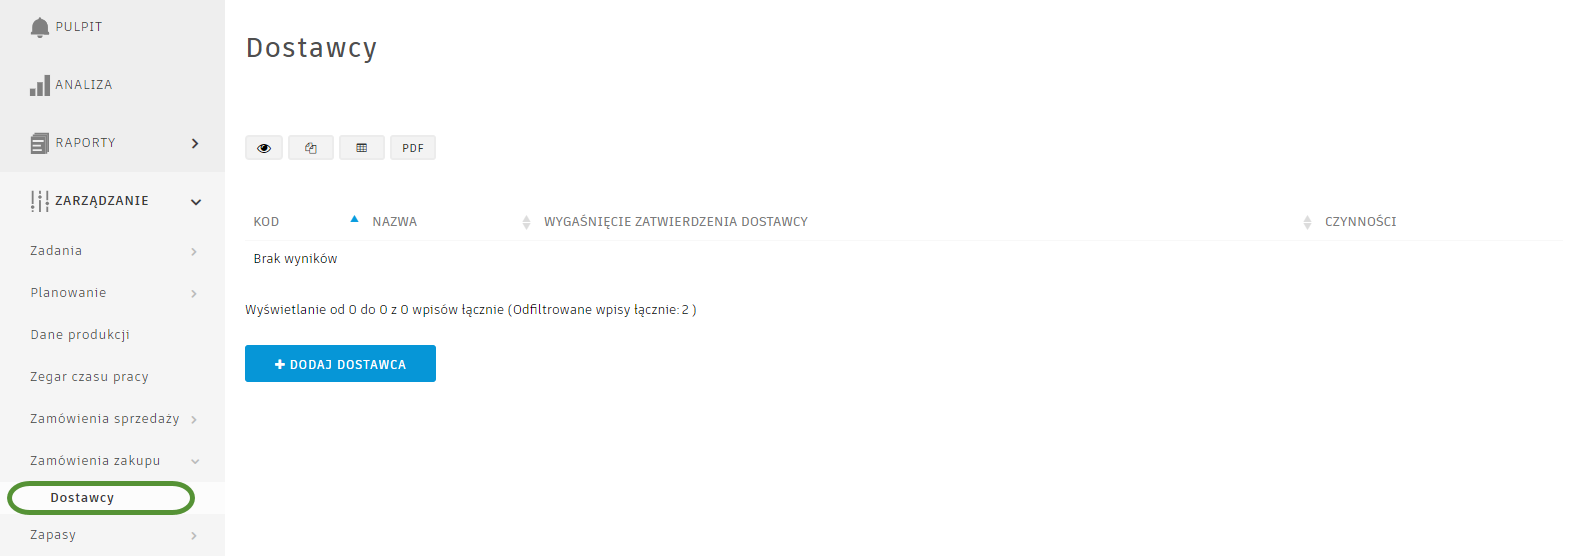 PULPIT
ANALIZA
RAPORTY
ZARZĄDZANIE
Zadania
Planowanie
Dane produkcji
Zegar czasu pracy
Zamówienia sprzedaży
Zamówienia zakupu
Dostawcy
Zapasy
Dostawcy
PDF
KOD NAZWA WYGAŚNIĘCIE ZATWIERDZENIA DOSTAWCY CZYNNOŚCI
Brak wyników
Wyświetlanie od 0 do 0 z 0 wpisów łącznie (Odfiltrowane wpisy łącznie: 2 )
+ DODAJ DOSTAWCA